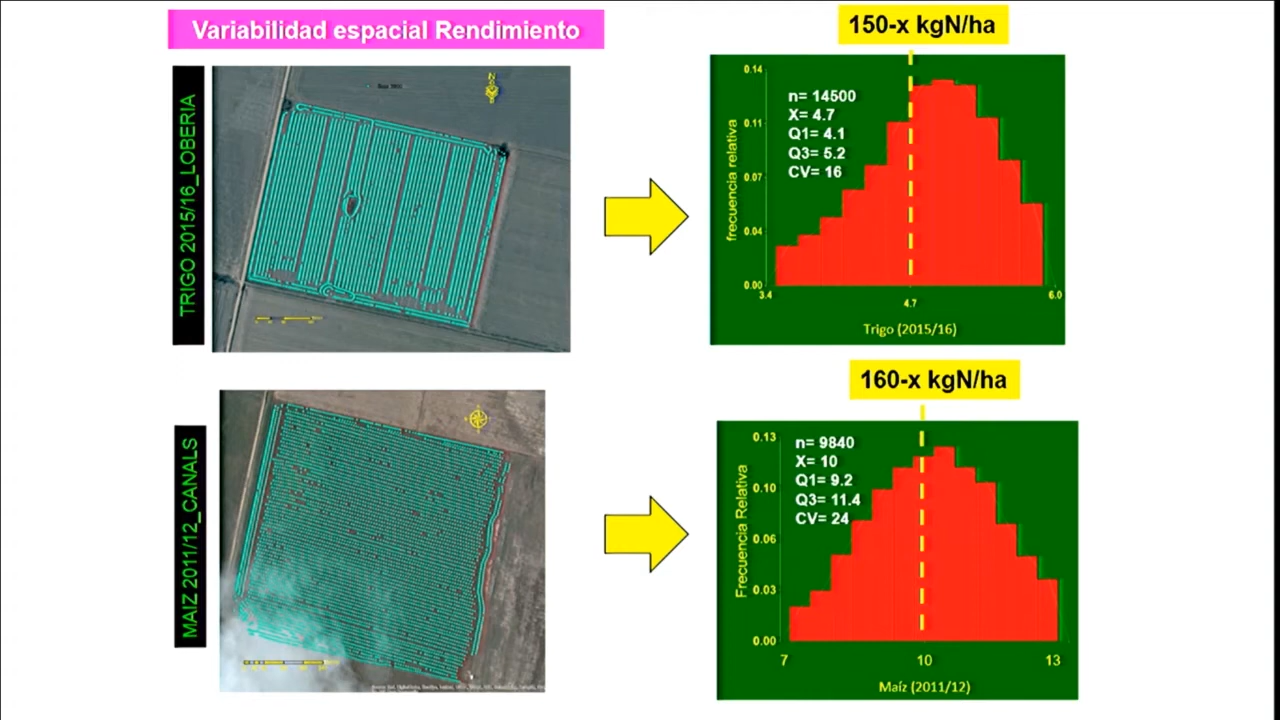 Variabilidad espacial Rendimiento
150-x kgN/ha
TRIGO 2015/16_LOBERIA
N
frecuencia relativa
0.14
0.11
0.07
0.04
0.00
n= 14500
X= 4.7
Q1= 4.1
Q3= 5.2
CV= 16
3.4
4.7
6.0
Trigo (2015/16)
160-x kgN/ha
MAIZ 2011/12_CANALS
Frecuencia Relativa
0.13
0.10
0.06
0.03
0.00
n= 9840
X= 10
Q1= 9.2
Q3= 11.4
CV= 24
7
10
13
Maíz (2011/12)